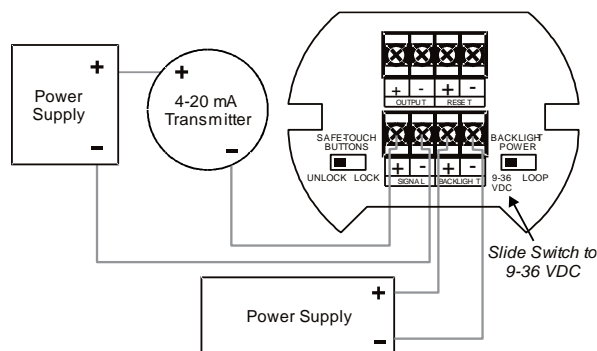 +
Power
Supply
-
+
4-20 mA
Transmitter
-
+ - + -
OUTPUT RESET
SAFE-TOUCH
BUTTONS
UNLOCK LOCK
+ - + -
SIGNAL BACKLIGHT
BACKLIGHT
POWER
9-36
VDC
LOOP
Slide Switch to
9-36 VDC
Power Supply
+
-